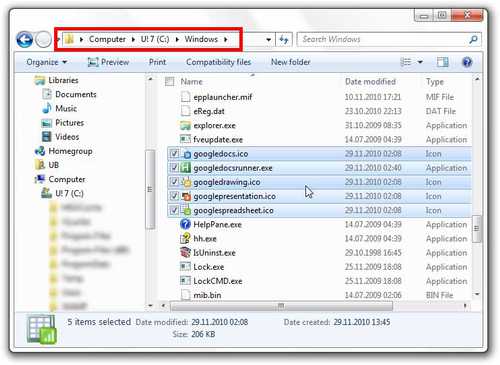 Computer ▸ U! 7 (C:) ▸ Windows ▸
Search Windows
Organize Preview Print Compatibility files New folder
Libraries
Documents
Music
Pictures
Videos
Homegroup
UB
Computer
U! 7 (C:)
Name Date modified Type
epplauncher.mif 10.11.2010 17:21 MIF File
eReg.dat 23.10.2010 22:13 DAT File
explorer.exe 31.10.2009 08:35 Application
fveupdate.exe 14.07.2009 04:39 Application
googledocs.ico 29.11.2010 02:08 Icon
googledocsrunner.exe 29.11.2010 02:40 Application
googledrawing.ico 29.11.2010 02:08 Icon
googlepresentation.ico 29.11.2010 02:08 Icon
googlespreadsheet.ico 29.11.2010 02:08 Icon
HelpPane.exe 14.07.2009 04:39 Application
hh.exe 14.07.2009 04:39 Application
IsUninst.exe 29.10.1998 16:45 Application
Lock.exe 25.11.2009 18:08 Application
LockCMD.exe 25.11.2009 18:08 Application
mib.bin 14.07.2009 02:06 BIN File
5 items selected Date modified: 29.11.2010 02:08 Date created: 29.11.2010 13:45
Size: 206 KB